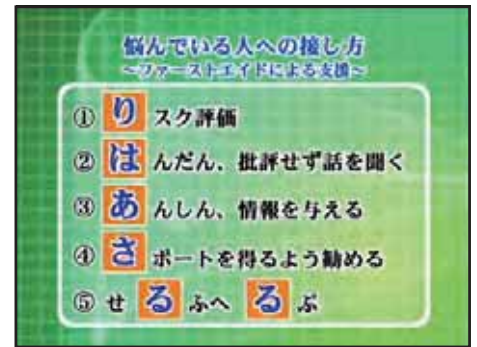 悩んでいる人への接し方
~ファーストエイドによる支援~
① り スク評価
② は んだん、批評せず話を聞く
③ あ んしん、情報を与える
④ さ ポートを得るよう勧める
⑤ せ る ふへ る ぷ